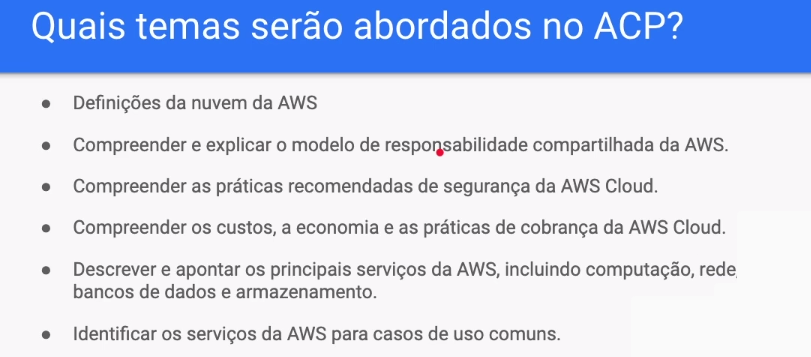 Quais temas serão abordados no ACP?
● Definições da nuvem da AWS
● Compreender e explicar o modelo de responsabilidade compartilhada da AWS.
● Compreender as práticas recomendadas de segurança da AWS Cloud.
● Compreender os custos, a economia e as práticas de cobrança da AWS Cloud.
● Descrever e apontar os principais serviços da AWS, incluindo computação, rede,
bancos de dados e armazenamento.
● Identificar os serviços da AWS para casos de uso comuns.